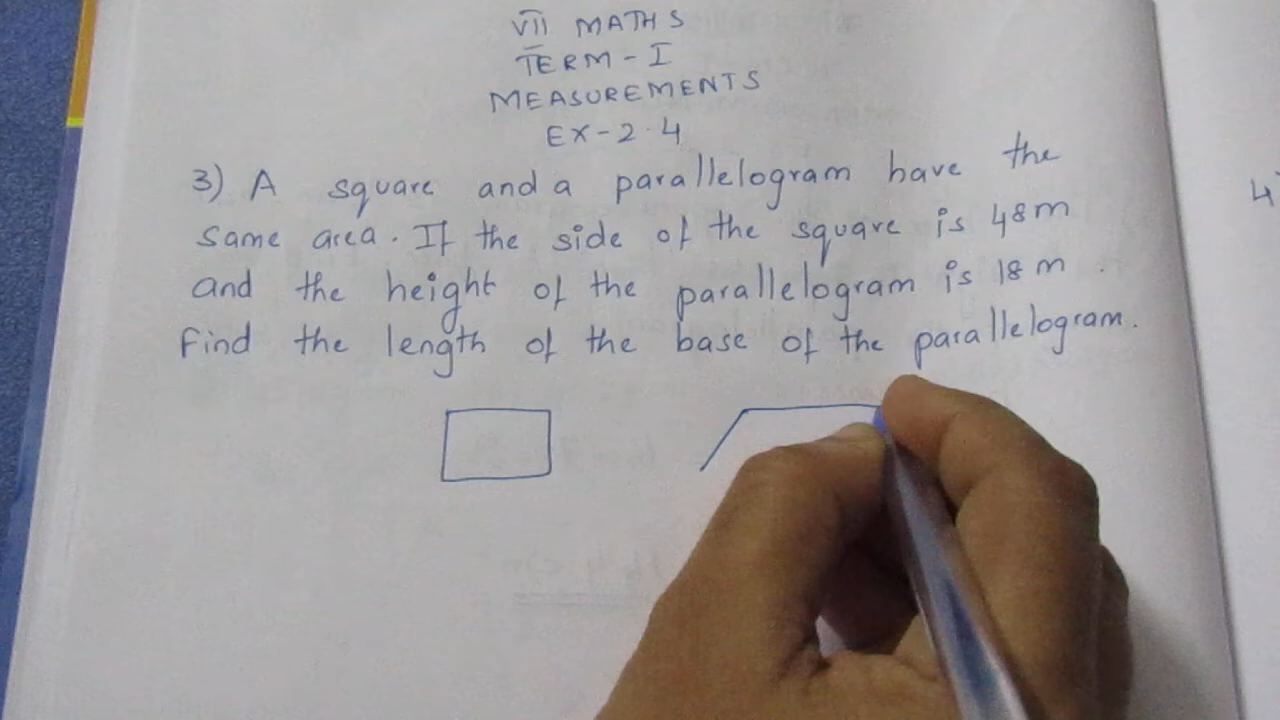 VII MATHS
TERM - I
MEASUREMENTS
EX-2.4
3) A square and a parallelogram have the
same area. If the side of the square is 48m
and the height of the parallelogram is 18m.
Find the length of the base of the parallelogram.
4